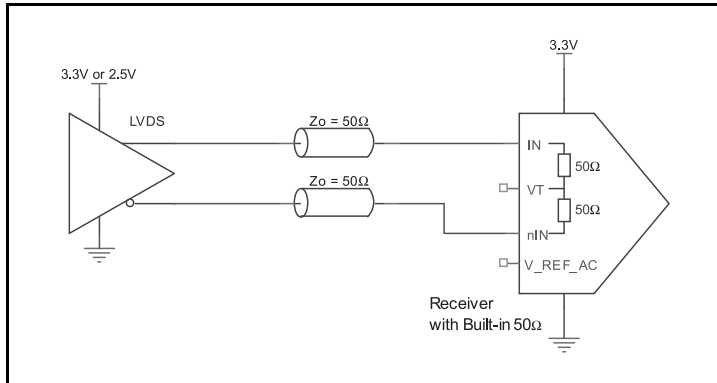 3.3V
3.3V or 2.5V
LVDS
Zo = 50Ω
IN
50Ω
Zo = 50Ω
VT
50Ω
nIN
V_REF_AC
Receiver
with Built-in 50Ω